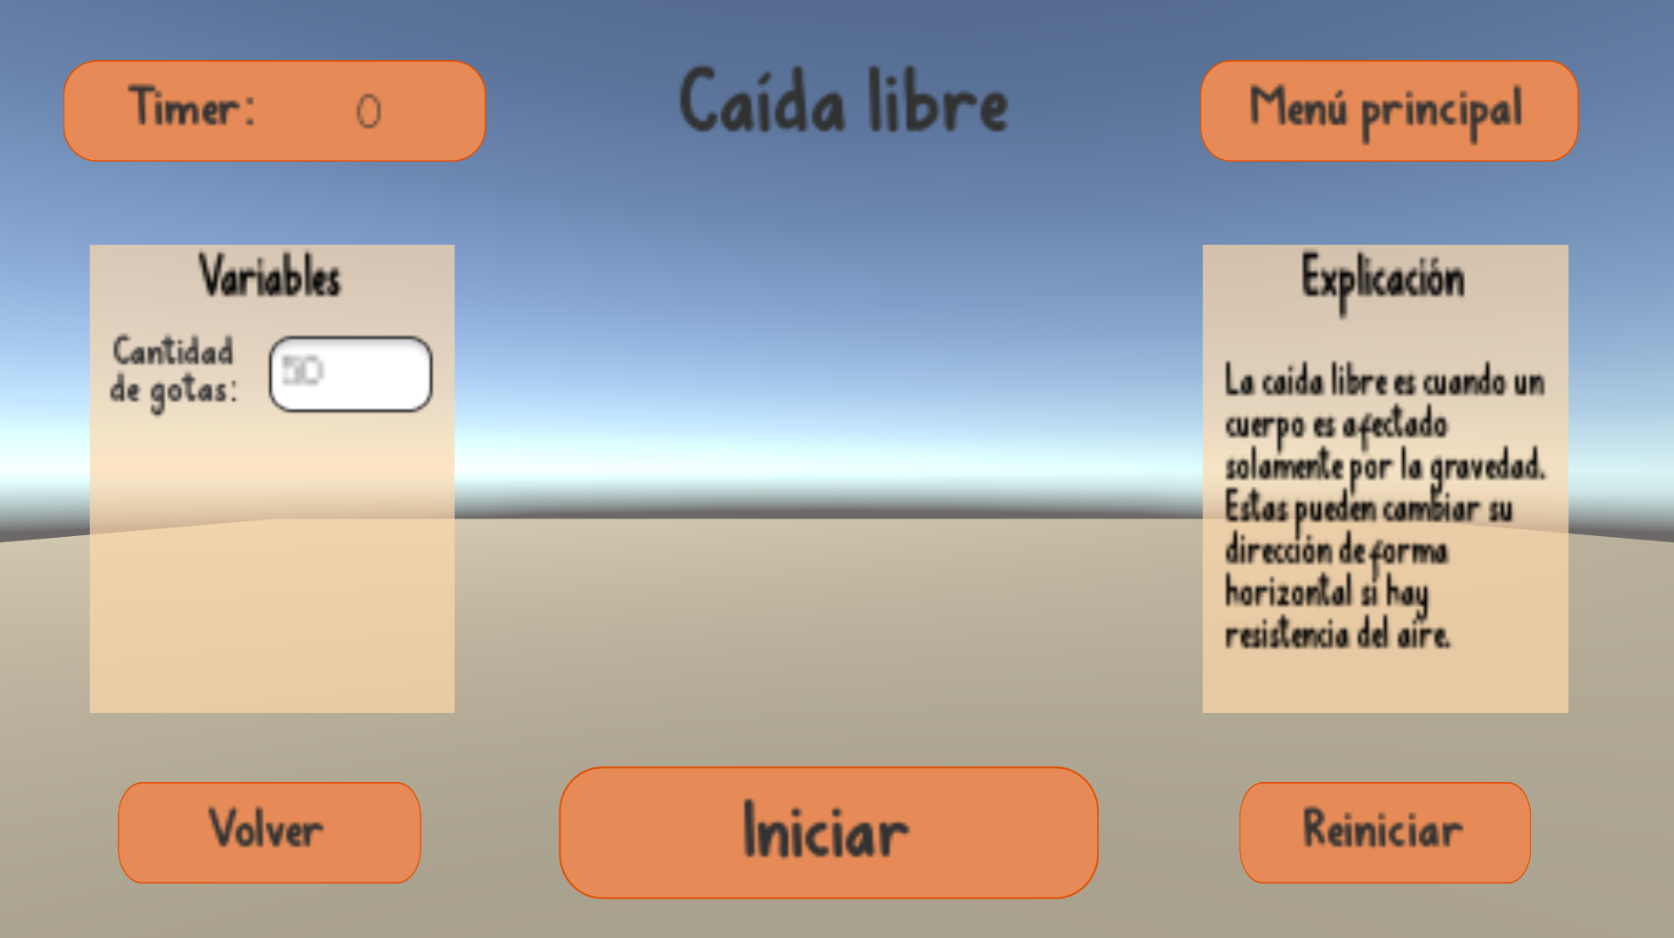 Timer: 0
Caída libre
Menú principal
Variables
Cantidad
de gotas:
50
Explicación
La caida libre es cuando un
cuerpo es afectado
solamente por la gravedad.
Estas pueden cambiar su
dirección de forma
horizontal si hay
resistencia del aire.
Volver
Iniciar
Reiniciar